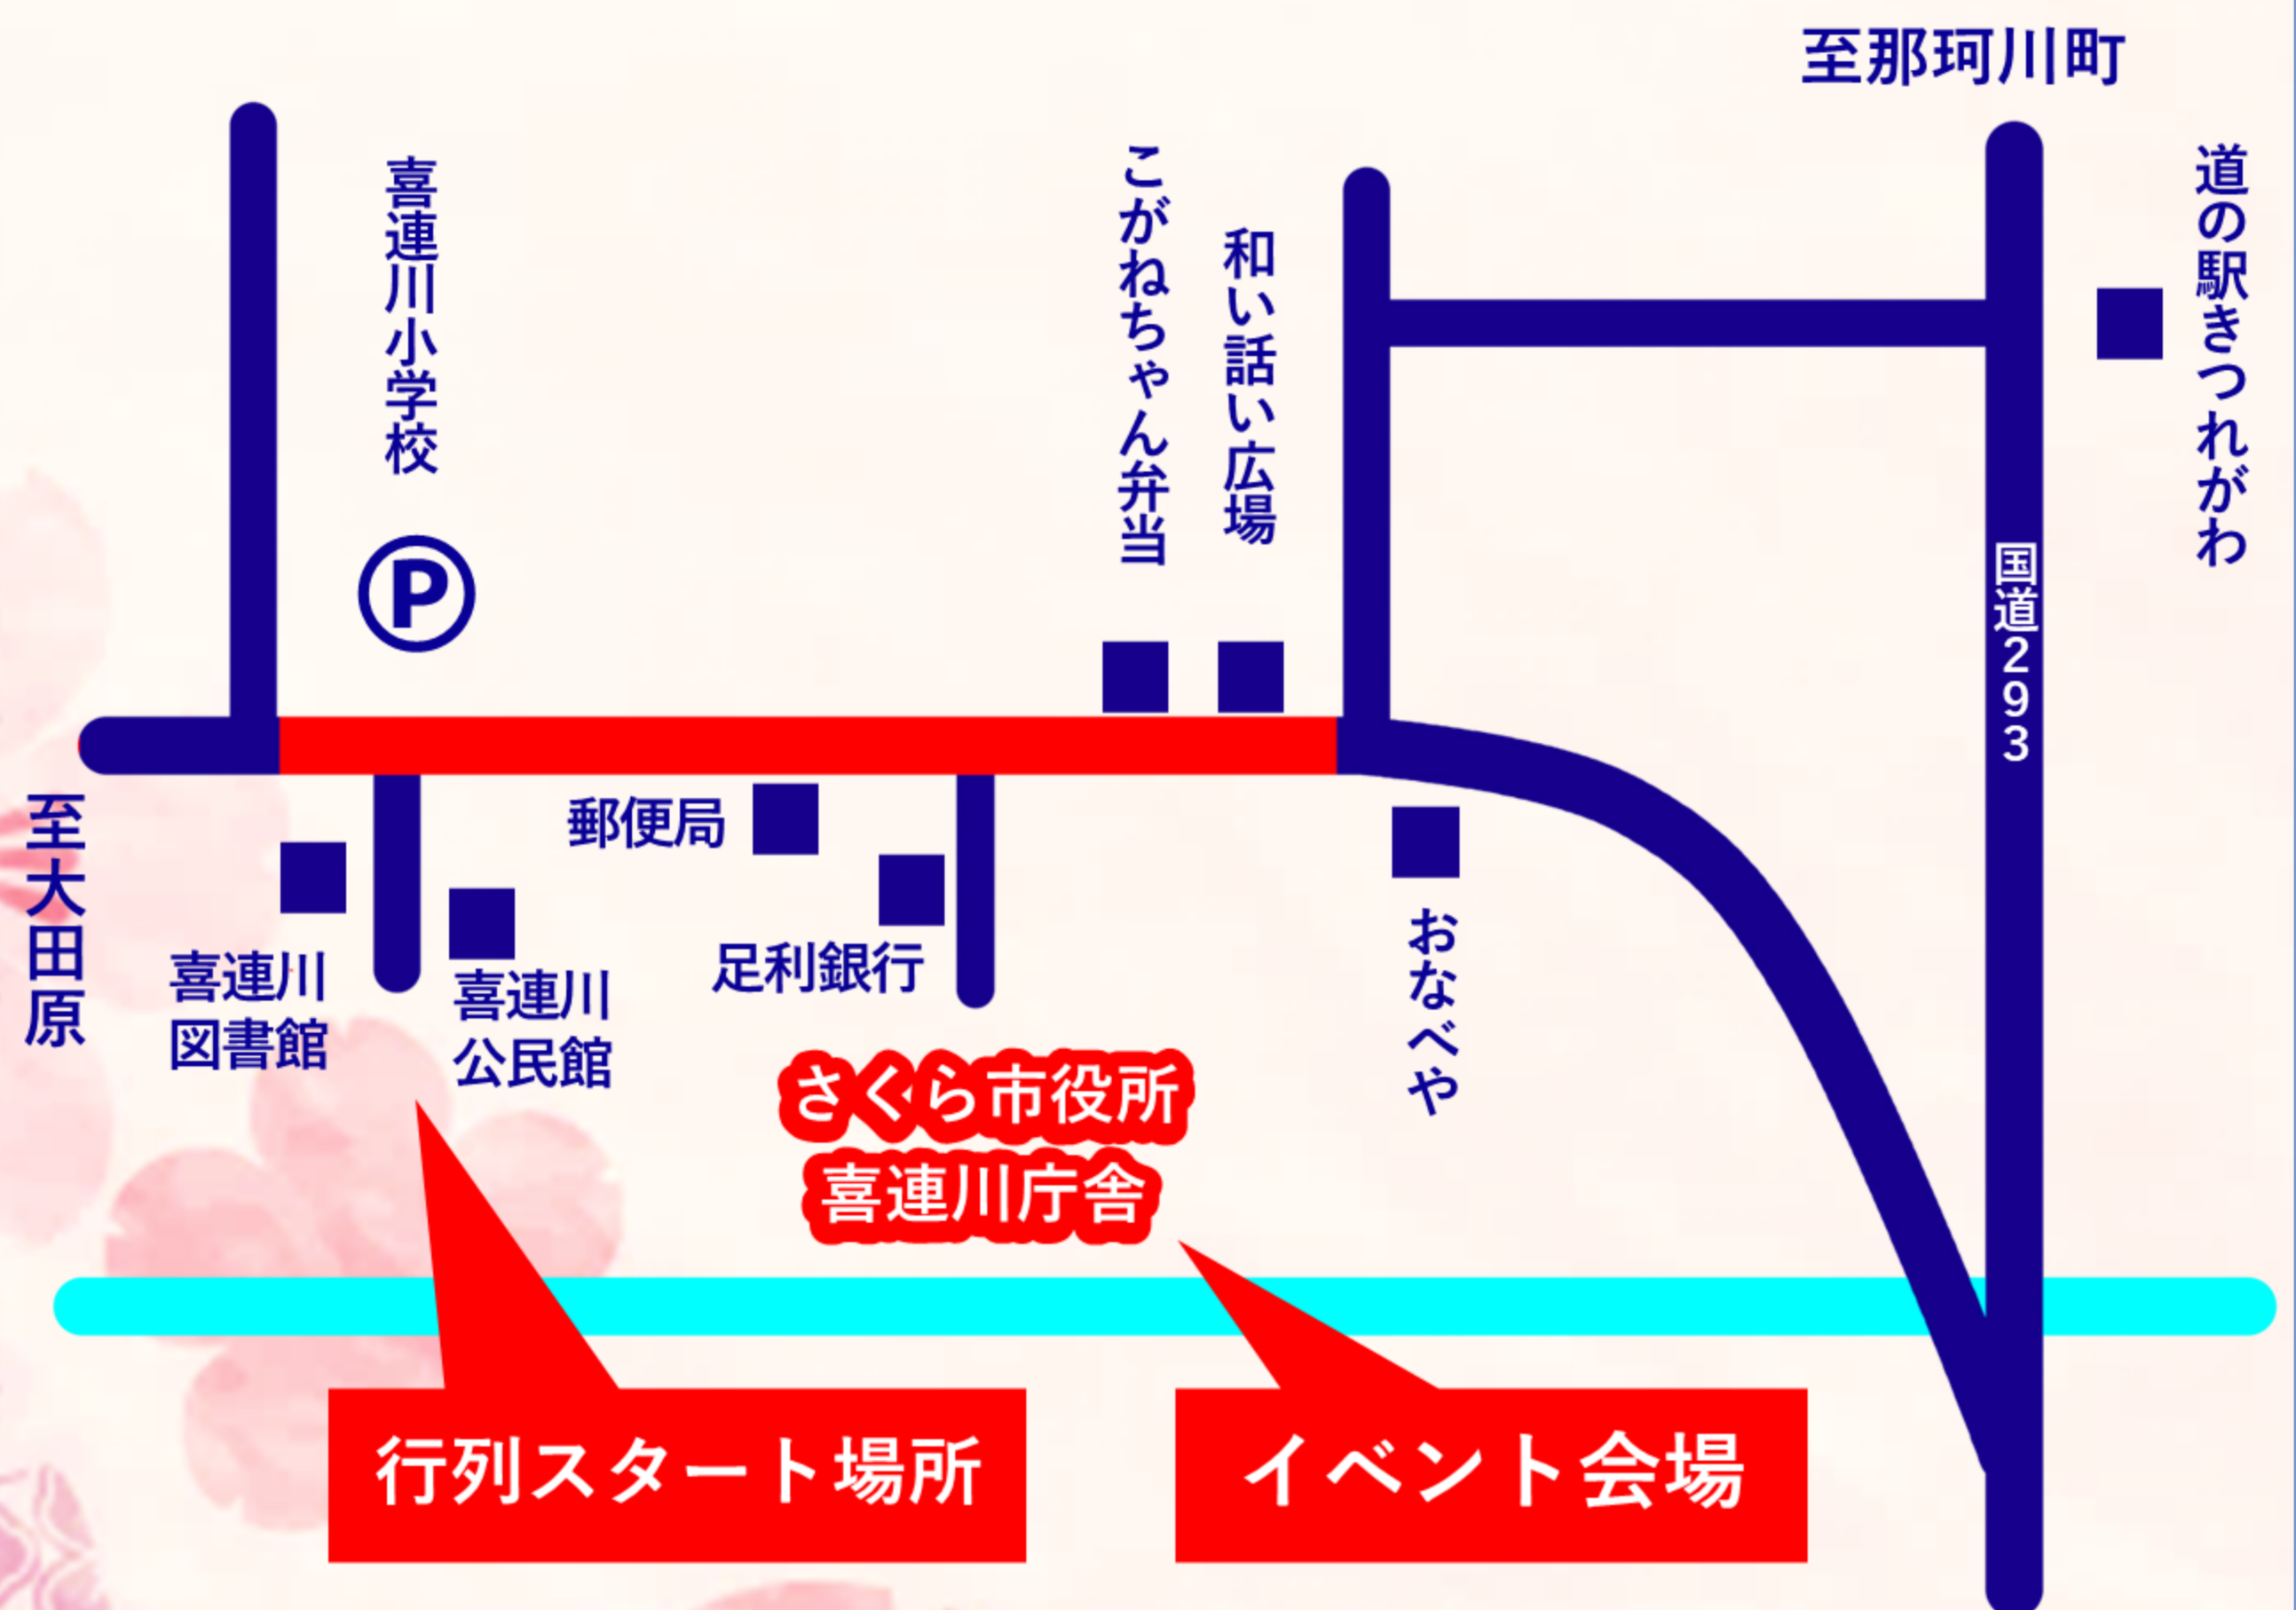 至那珂川町
道の駅きつれがわ
国道293
和い話い広場
こがねちゃん弁当
喜連川小学校
P
至大田原
喜連川
図書館
喜連川
公民館
郵便局
足利銀行
おなべや
さくら市役所
喜連川庁舎
行列スタート場所
イベント会場